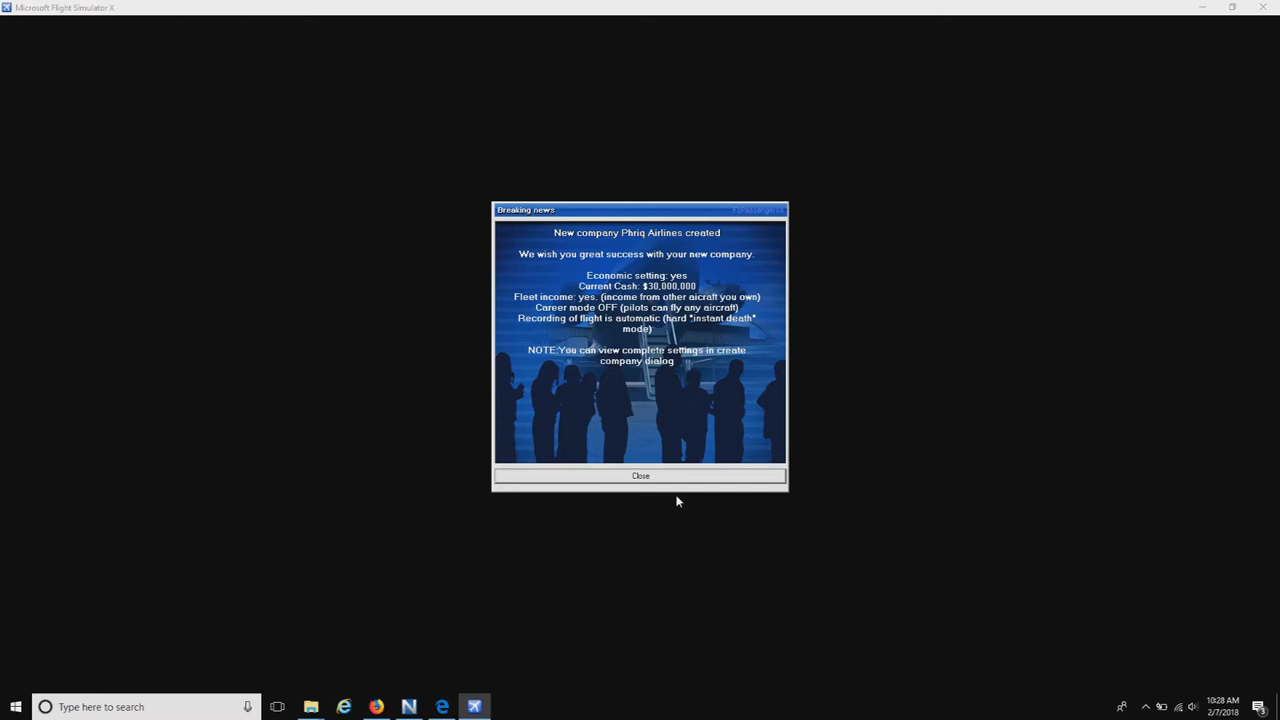 Microsoft Flight Simulator X
Breaking news
New company Phriq Airlines created
We wish you great success with your new company.
Economic setting: yes
Current Cash: $30,000,000
Fleet income: yes. (income from other aicraft you own)
Career mode OFF (pilots can fly any aircraft)
Recording of flight is automatic (hard "instant death"
mode)
NOTE:You can view complete settings in create
company dialog
Close
Type here to search
10:28 AM
2/7/2018